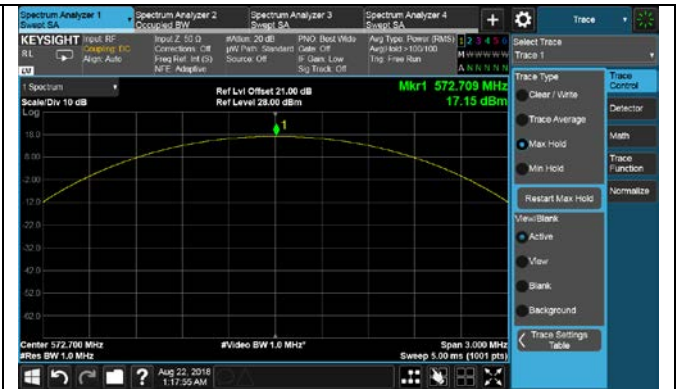 Spectrum Analyzer 1
Swept SA
Spectrum Analyzer 2
Occupied BW
Spectrum Analyzer 3
Swept SA
Spectrum Analyzer 4
Swept SA
+
Trace
KEYSIGHT
RL
Input: RF
Coupling: DC
Align: Auto
Input Z: 50 Ω
Corrections: Off
Freq Ref: Int (S)
NFE: Adaptive
#Atten: 20 dB
µW Path: Standard
Source: Off
PNO: Best Wide
Gate: Off
IF Gain: Low
Sig Track: Off
Avg Type: Power (RMS)
Avg|Hold:>100/100
Trig: Free Run
1 2 3 4 5 6
M W W W W W
A N N N N N
Select Trace
Trace 1
1 Spectrum
Scale/Div 10 dB
Log
Ref Lvl Offset 21.00 dB
Ref Level 28.00 dBm
Mkr1 572.709 MHz
17.15 dBm
1
18.0
8.00
-2.00
-12.0
-22.0
-32.0
-42.0
-52.0
-62.0
Center 572.700 MHz
#Res BW 1.0 MHz
#Video BW 1.0 MHz*
Span 3.000 MHz
Sweep 5.00 ms (1001 pts)
Trace Type
Clear / Write
Trace Average
Max Hold
Min Hold
Restart Max Hold
View/Blank
Active
View
Blank
Background
Trace Settings
Table
Trace
Control
Detector
Math
Trace
Function
Normalize
?
Aug 22, 2018
1:17:55 AM